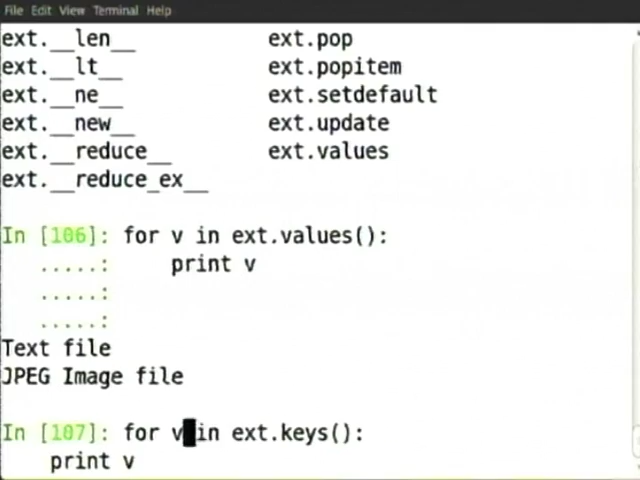 File Edit View Terminal Help
ext.__len__ ext.pop
ext.__lt__ ext.popitem
ext.__ne__ ext.setdefault
ext.__new__ ext.update
ext.__reduce__ ext.values
ext.__reduce_ex__
In [106]: for v in ext.values():
.....: print v
.....:
.....:
Text file
JPEG Image file
In [107]: for v in ext.keys():
print v